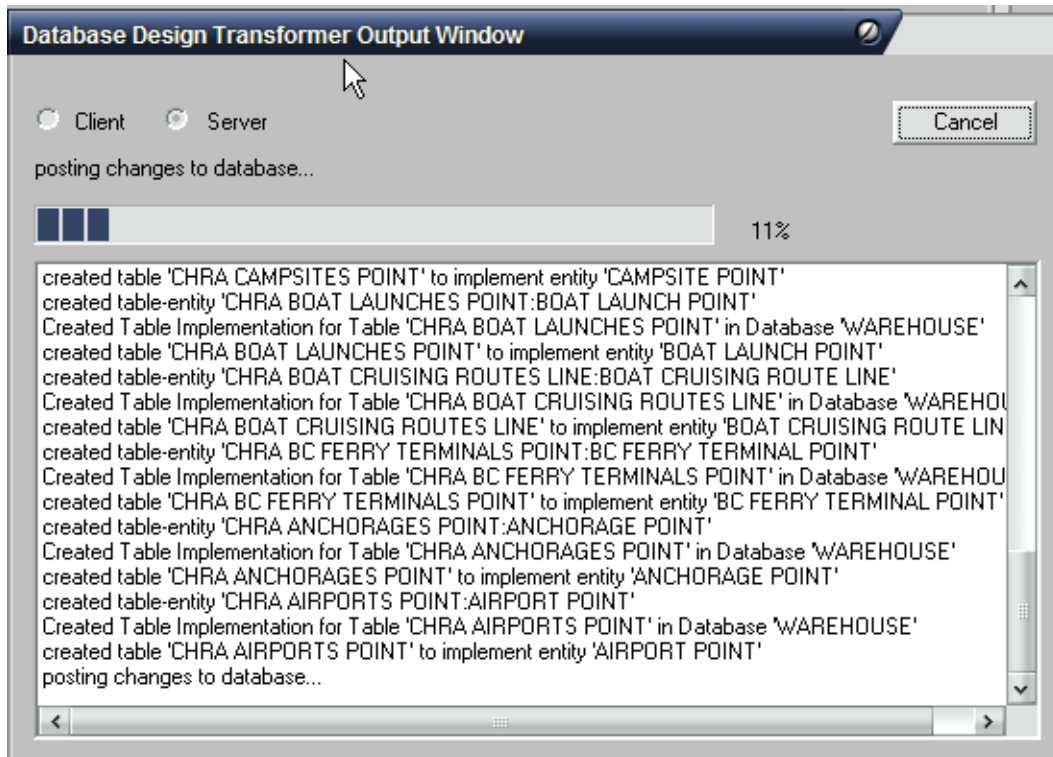 Database Design Transformer Output Window
Client Server Cancel
posting changes to database...
11%
created table 'CHRA CAMPSITES POINT' to implement entity 'CAMPSITE POINT'
created table-entity 'CHRA BOAT LAUNCHES POINT:BOAT LAUNCH POINT'
Created Table Implementation for Table 'CHRA BOAT LAUNCHES POINT' in Database 'WAREHOUSE'
created table 'CHRA BOAT LAUNCHES POINT' to implement entity 'BOAT LAUNCH POINT'
created table-entity 'CHRA BOAT CRUISING ROUTES LINE:BOAT CRUISING ROUTE LINE'
Created Table Implementation for Table 'CHRA BOAT CRUISING ROUTES LINE' in Database 'WAREHOU
created table 'CHRA BOAT CRUISING ROUTES LINE' to implement entity 'BOAT CRUISING ROUTE LIN
created table-entity 'CHRA BC FERRY TERMINALS POINT:BC FERRY TERMINAL POINT'
Created Table Implementation for Table 'CHRA BC FERRY TERMINALS POINT' in Database 'WAREHOU
created table 'CHRA BC FERRY TERMINALS POINT' to implement entity 'BC FERRY TERMINAL POINT'
created table-entity 'CHRA ANCHORAGES POINT:ANCHORAGE POINT'
Created Table Implementation for Table 'CHRA ANCHORAGES POINT' in Database 'WAREHOUSE'
created table 'CHRA ANCHORAGES POINT' to implement entity 'ANCHORAGE POINT'
created table-entity 'CHRA AIRPORTS POINT:AIRPORT POINT'
Created Table Implementation for Table 'CHRA AIRPORTS POINT' in Database 'WAREHOUSE'
created table 'CHRA AIRPORTS POINT' to implement entity 'AIRPORT POINT'
posting changes to database...